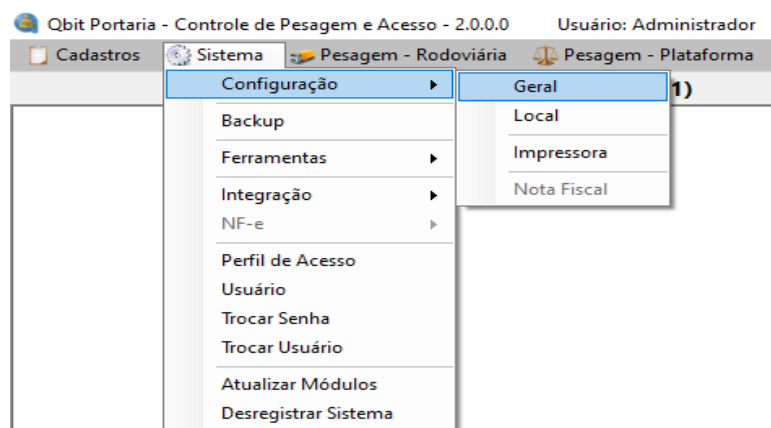 Qbit Portaria - Controle de Pesagem e Acesso - 2.0.0.0 Usuário: Administrador
Cadastros Sistema Pesagem - Rodoviária Pesagem - Plataforma
Configuração Geral 1)
Local
Backup
Impressora
Ferramentas
Nota Fiscal
Integração
NF-e
Perfil de Acesso
Usuário
Trocar Senha
Trocar Usuário
Atualizar Módulos
Desregistrar Sistema